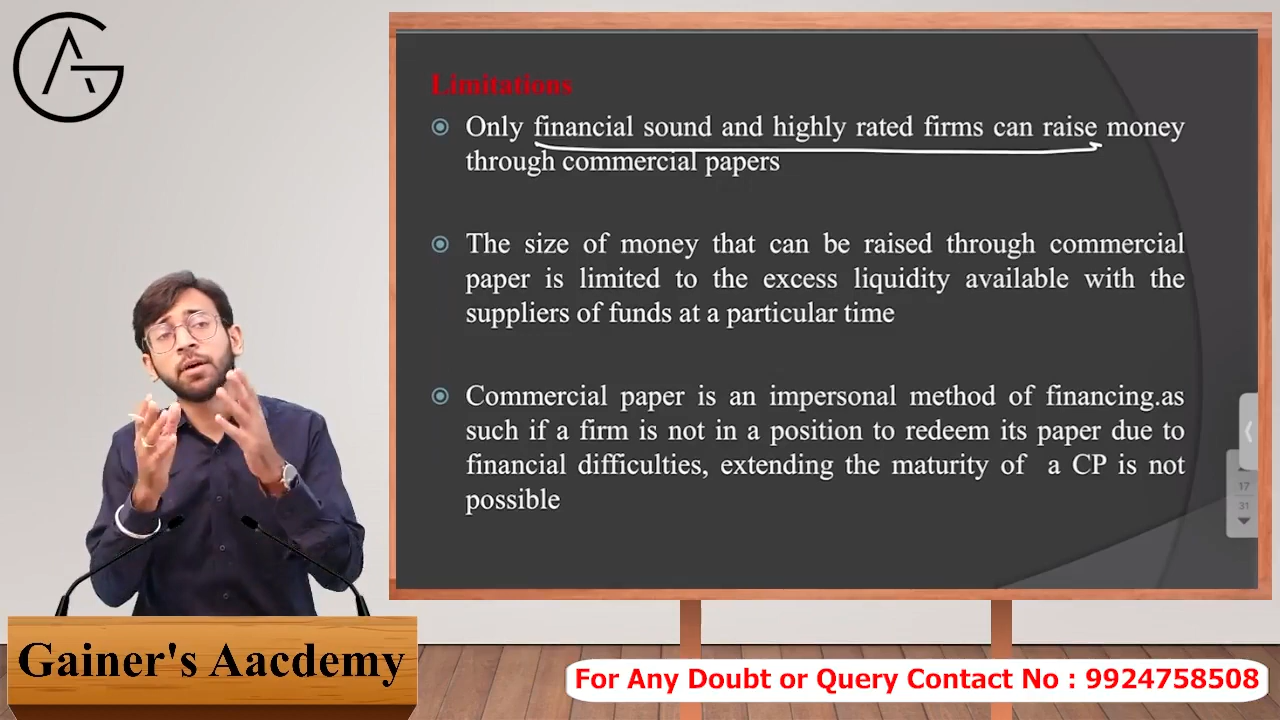 AG
Limitations
Only financial sound and highly rated firms can raise money
through commercial papers
The size of money that can be raised through commercial
paper is limited to the excess liquidity available with the
suppliers of funds at a particular time
Commercial paper is an impersonal method of financing.as
such if a firm is not in a position to redeem its paper due to
financial difficulties, extending the maturity of a CP is not
possible
17
31
Gainer's Aacdemy
For Any Doubt or Query Contact No : 9924758508